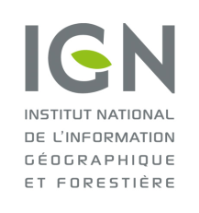 IGN
INSTITUT NATIONAL
DE L'INFORMATION
GÉOGRAPHIQUE
ET FORESTIÈRE